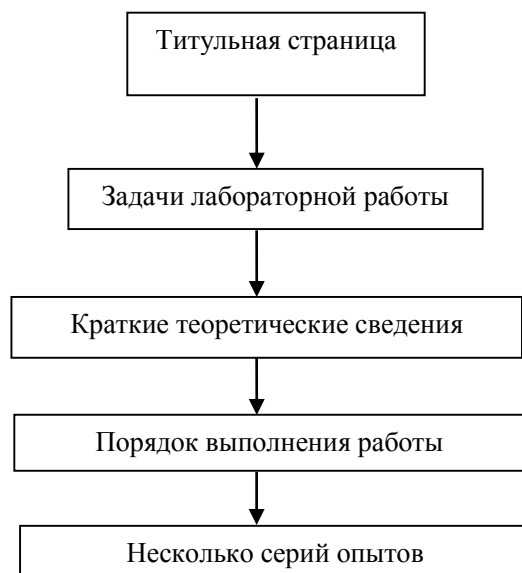 Титульная страница
Задачи лабораторной работы
Краткие теоретические сведения
Порядок выполнения работы
Несколько серий опытов